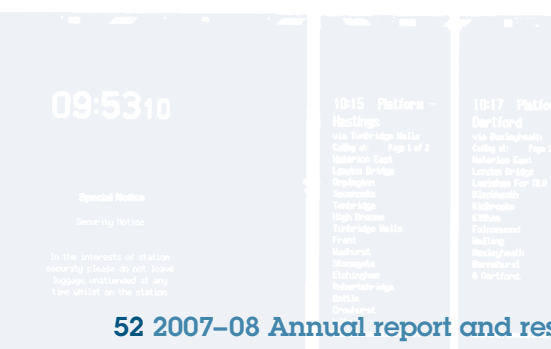 09:53 10
Special Notice
Security Notice
In the interests of station
security please do not leave
luggage unattended at any
time whilst on the station
10:15 Platform –
Hastings
via Tunbridge Wells
Calling at: Page 1 of 2
Waterloo East
London Bridge
Orpington
Sevenoaks
Tonbridge
High Brooms
Tunbridge Wells
Frant
Wadhurst
Stonegate
Etchingham
Robertsbridge
Battle
Crowhurst
10:17 Platfo
Dartford
via Bexleyheath
Calling at: Page
Waterloo East
London Bridge
Lewisham For DLR
Blackheath
Kidbrooke
Eltham
Falconwood
Welling
Bexleyheath
Barnehurst
& Dartford.
52 2007–08 Annual report and res